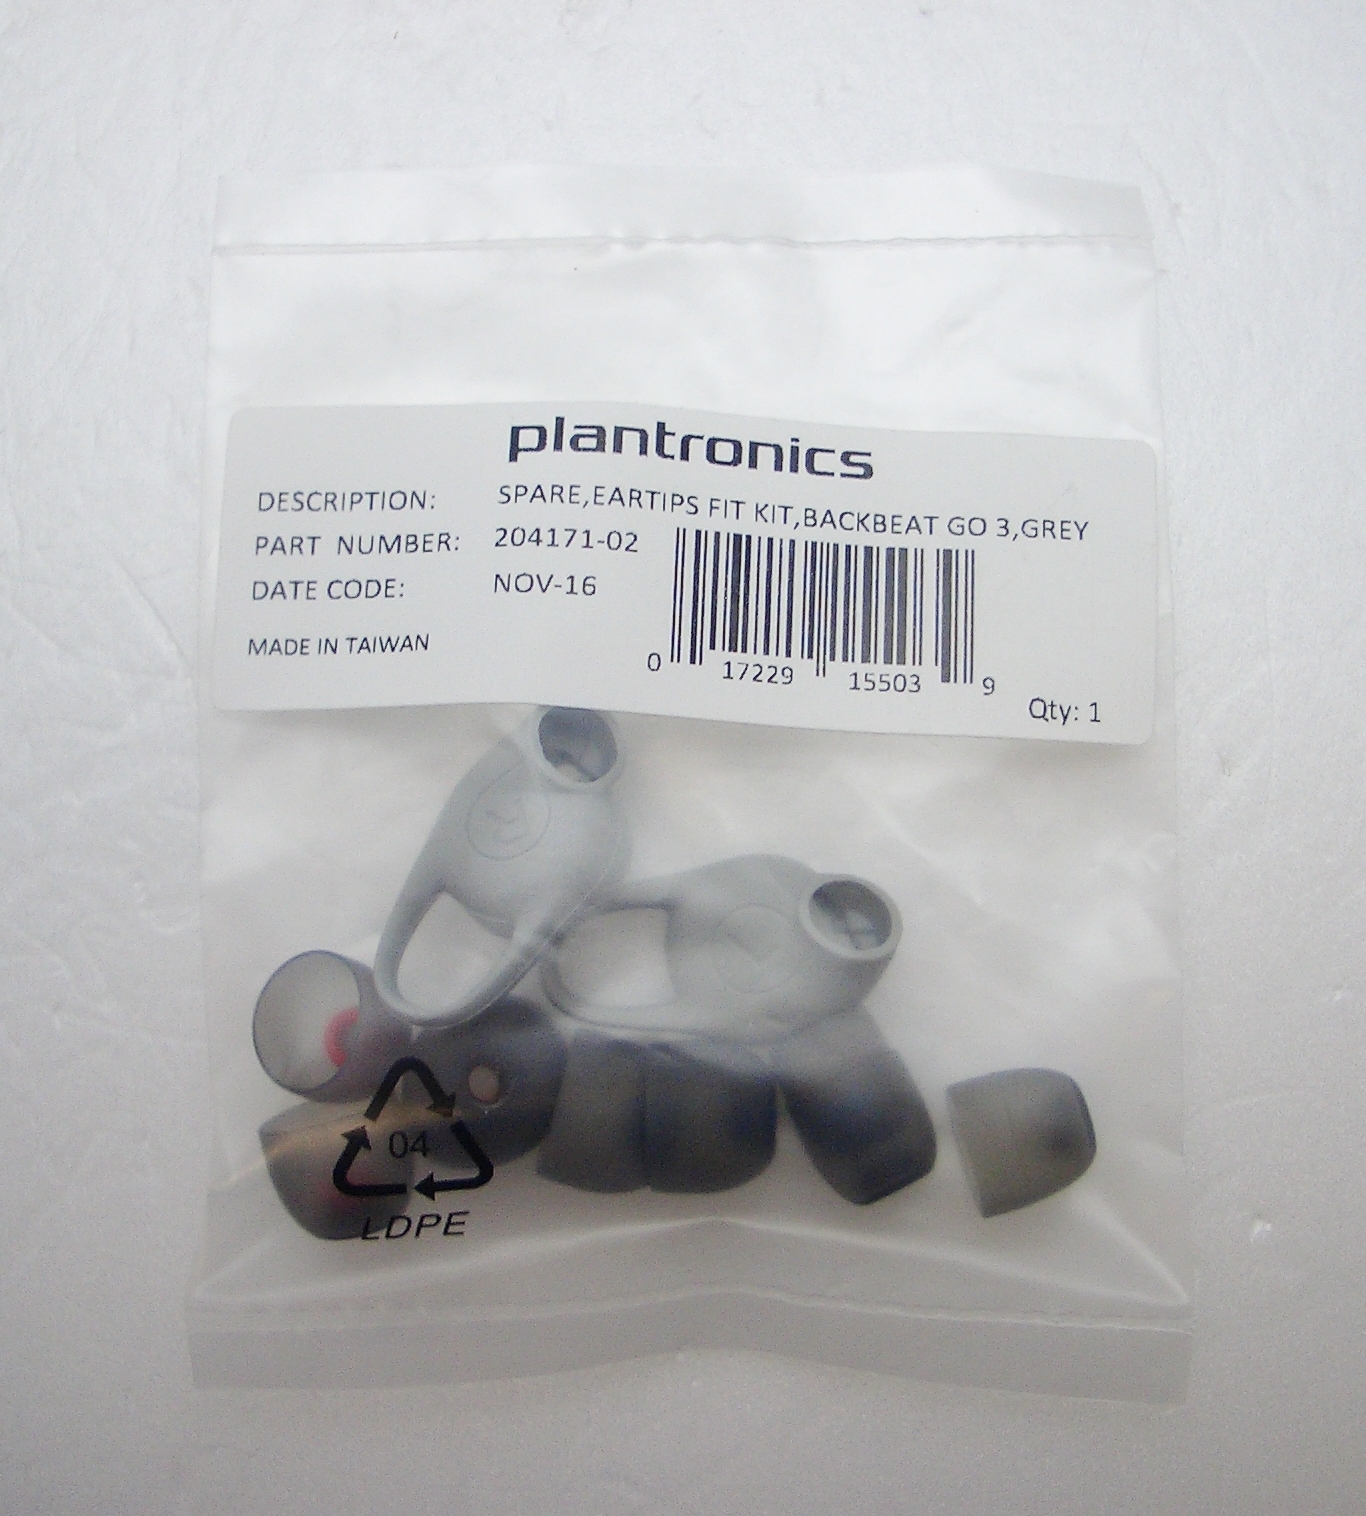 plantronics
DESCRIPTION: SPARE,EARTIPS FIT KIT,BACKBEAT GO 3,GREY
PART NUMBER: 204171-02
DATE CODE: NOV-16
MADE IN TAIWAN
0 17229 15503 9
Qty: 1
04
LDPE